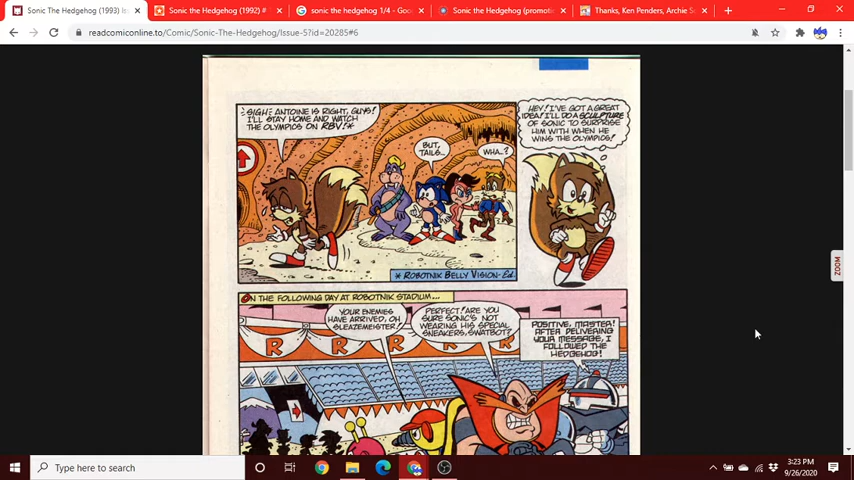 Sonic The Hedgehog (1993) Issu
Sonic the Hedgehog (1992) #
sonic the hedgehog 1/4 - Goo
Sonic the Hedgehog (promotio
Thanks, Ken Penders, Archie So
readcomiconline.to/Comic/Sonic-The-Hedgehog/Issue-5?id=20285#6
:SIGH: ANTOINE IS RIGHT, GUYS!
I'LL STAY HOME AND WATCH
THE OLYMPICS ON RBV!*
BUT,
TAILS...
WHA...?
* ROBOTNIK BELLY VISION-Ed.
HEY! I'VE GOT A GREAT
IDEA! I'LL DO A SCULPTURE
OF SONIC TO SURPRISE
HIM WITH WHEN HE
WINS THE OLYMPICS!
ON THE FOLLOWING DAY AT ROBOTNIK STADIUM...
YOUR ENEMIES
HAVE ARRIVED, OH
SLEAZEMEISTER!
PERFECT! ARE YOU
SURE SONIC'S NOT
WEARING HIS SPECIAL
SNEAKERS, SWATBOT?
POSITIVE, MASTER!
AFTER DELIVERING
YOUR MESSAGE, I
FOLLOWED THE
HEDGEHOG!
R R R R
ZOOM
Type here to search
3:23 PM
9/26/2020